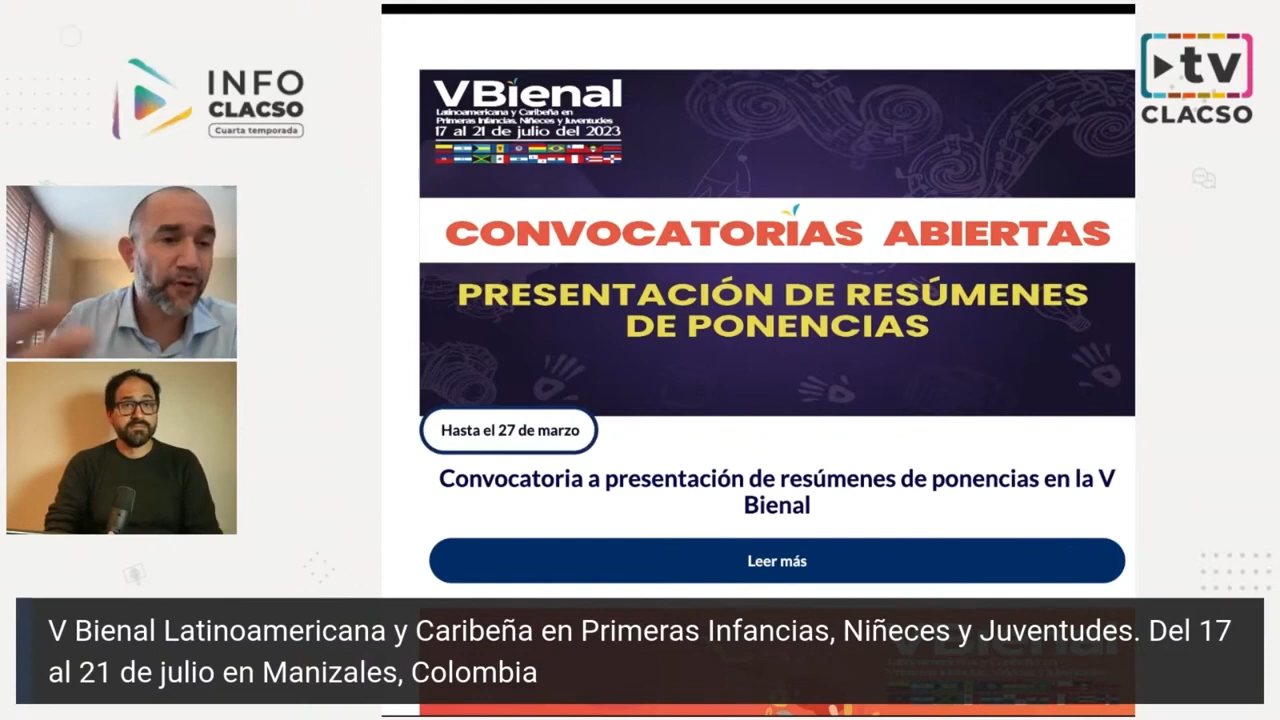 INFO
CLACSO
Cuarta temporada
tv
CLACSO
VBienal
Latinoamericana y Caribeña en
Primeras Infancias, Niñeces y Juventudes
17 al 21 de julio del 2023
CONVOCATORIAS ABIERTAS
PRESENTACIÓN DE RESÚMENES
DE PONENCIAS
Hasta el 27 de marzo
Convocatoria a presentación de resúmenes de ponencias en la V
Bienal
Leer más
V Bienal Latinoamericana y Caribeña en Primeras Infancias, Niñeces y Juventudes. Del 17
al 21 de julio en Manizales, Colombia